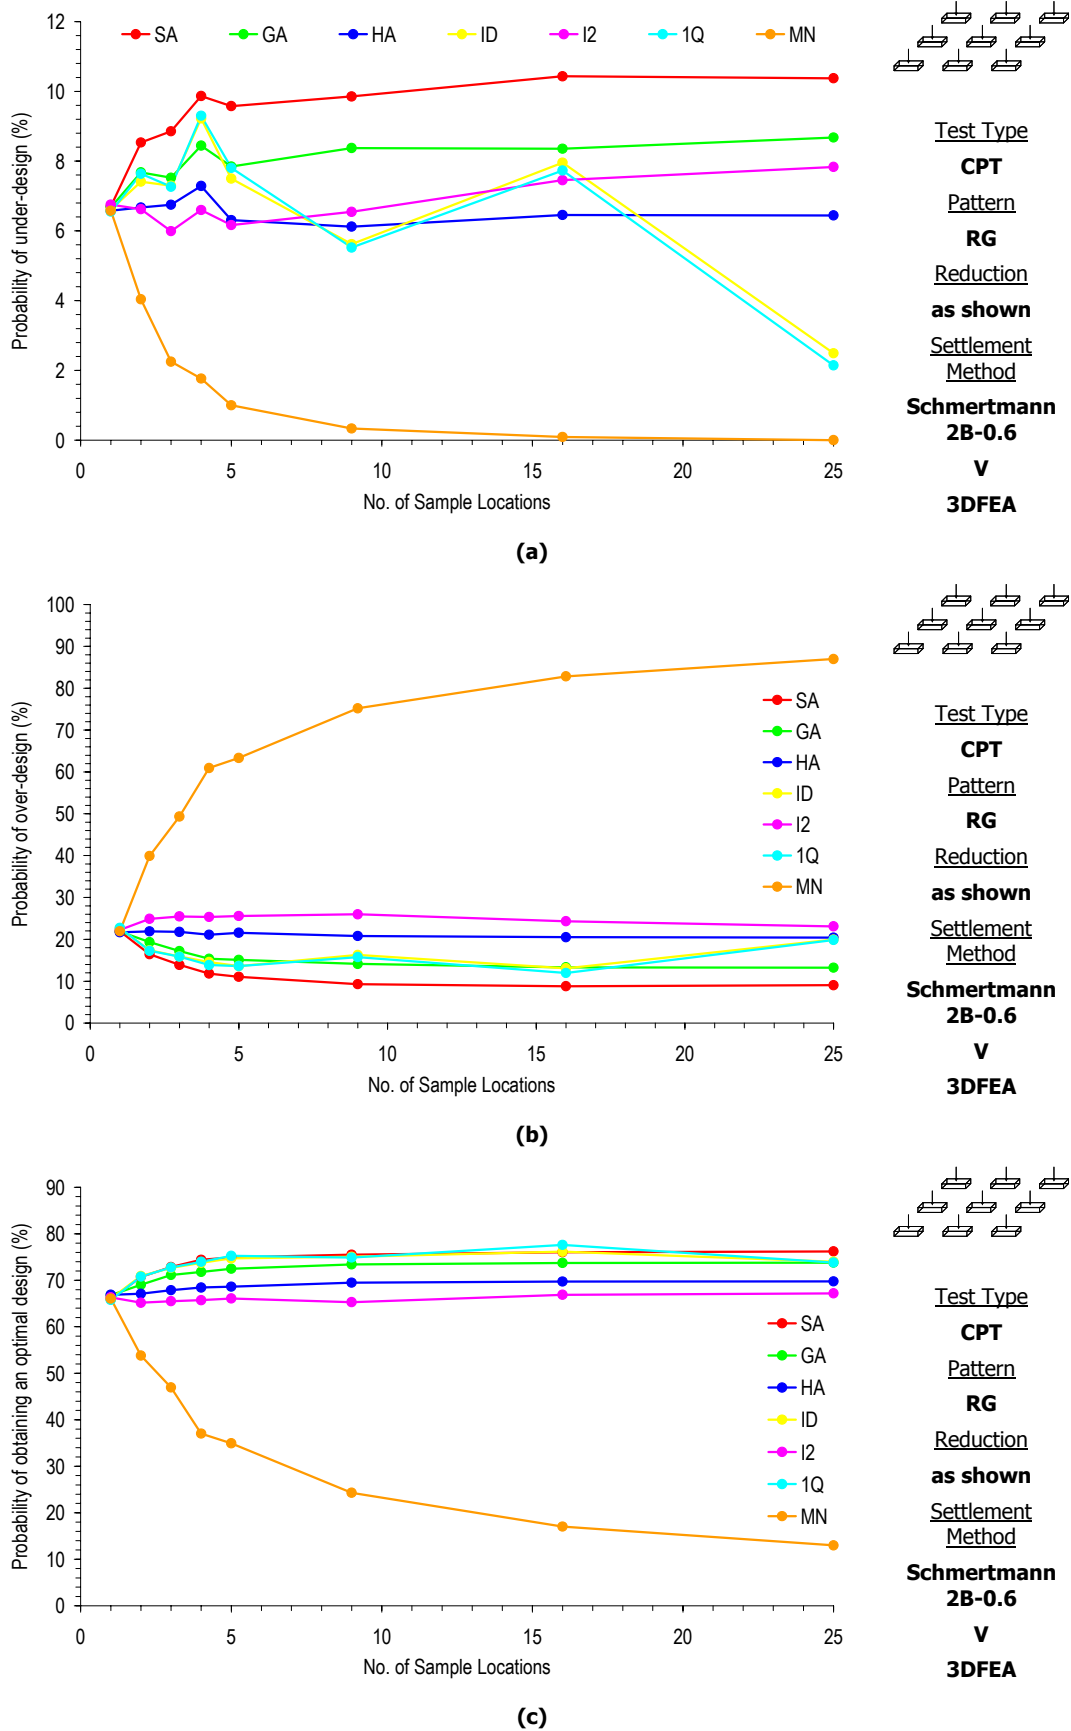 12
10
8
6
4
2
0
Probability of under-design (%)
SA GA HA ID I2 1Q MN
0 5 10 15 20 25
No. of Sample Locations
Test Type
CPT
Pattern
RG
Reduction
as shown
Settlement
Method
Schmertmann
2B-0.6
V
3DFEA
(a)
100
90
80
70
60
50
40
30
20
10
0
Probability of over-design (%)
SA
GA
HA
ID
I2
1Q
MN
0 5 10 15 20 25
No. of Sample Locations
Test Type
CPT
Pattern
RG
Reduction
as shown
Settlement
Method
Schmertmann
2B-0.6
V
3DFEA
(b)
90
80
70
60
50
40
30
20
10
0
Probability of obtaining an optimal design (%)
SA
GA
HA
ID
I2
1Q
MN
0 5 10 15 20 25
No. of Sample Locations
Test Type
CPT
Pattern
RG
Reduction
as shown
Settlement
Method
Schmertmann
2B-0.6
V
3DFEA
(c)